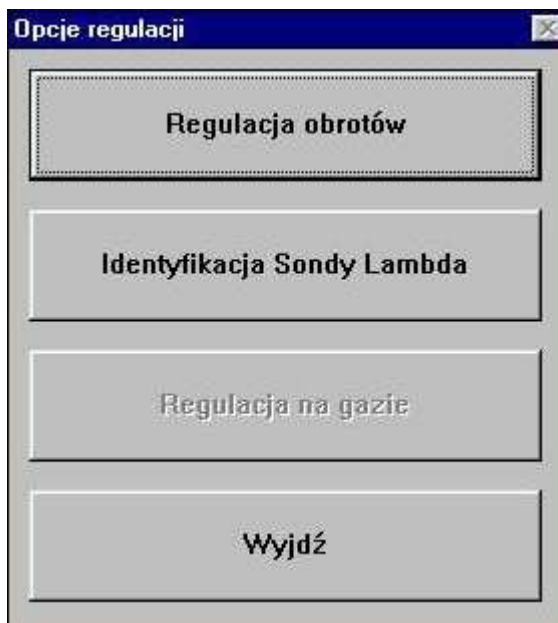 Opcje regulacji
Regulacja obrotów
Identyfikacja Sondy Lambda
Regulacja na gazie
Wyjdź